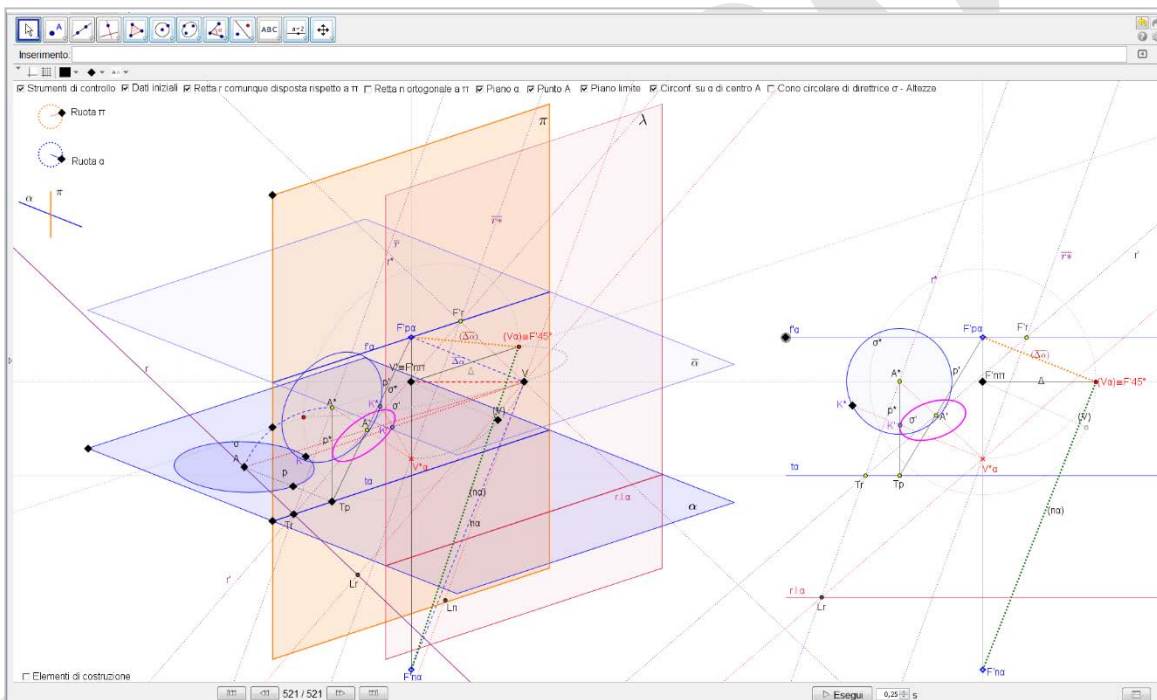 ABC
a=2
Inserimento:
Strumenti di controllo Dati iniziali Retta r comunque disposta rispetto a π Retta n ortogonale a π Piano α Punto A Piano limite Circonf. su α di centro A Cono circolare di direttrice σ - Altezze
Ruota π
Ruota α
α π
π λ
r̅* r̅*
r̅
r* r* r'
F'r
F'pα (Vα)≡F'45°
f'α
(Δ̅α̅)
V'≡F'nπ
Δ̅α̅
Δ
V
α̅
r
p'
σ*
K* σ'
A* A'
K'
(V)
σ
A
p*
K
p
V*α
tα
(nα)
Tp
Tr
nα
r.l.α
α
r'
Lr
Ln
F'nα
f'α F'pα F'r
σ*
(Δ̅α̅)
A* p' F'nπ Δ (Vα)≡F'45°
K* p* σ' A'
K' (V)
V*α
tα
Tr Tp
(nα)
r.l.α
Lr
F'nα
Elementi di costruzione
521 / 521
Esegui 0,25 s